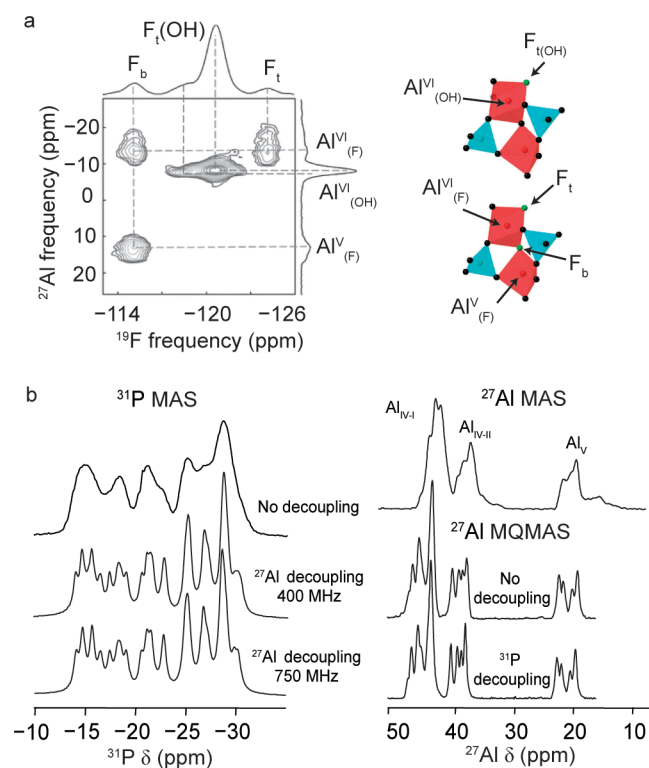 a
F_t(OH)
F_b
F_t
−20
−10
0
10
20
²⁷Al frequency (ppm)
Al^VI_(F)
Al^VI_(OH)
Al^V_(F)
−114
−120
−126
¹⁹F frequency (ppm)
F_t(OH)
Al^VI_(OH)
Al^VI_(F)
F_t
F_b
Al^V_(F)
b
³¹P MAS
No decoupling
²⁷Al decoupling
400 MHz
²⁷Al decoupling
750 MHz
−10
−15
−20
−25
−30
³¹P δ (ppm)
²⁷Al MAS
Al_IV-I
Al_IV-II
Al_V
²⁷Al MQMAS
No
decoupling
³¹P
decoupling
50
40
30
20
10
²⁷Al δ (ppm)